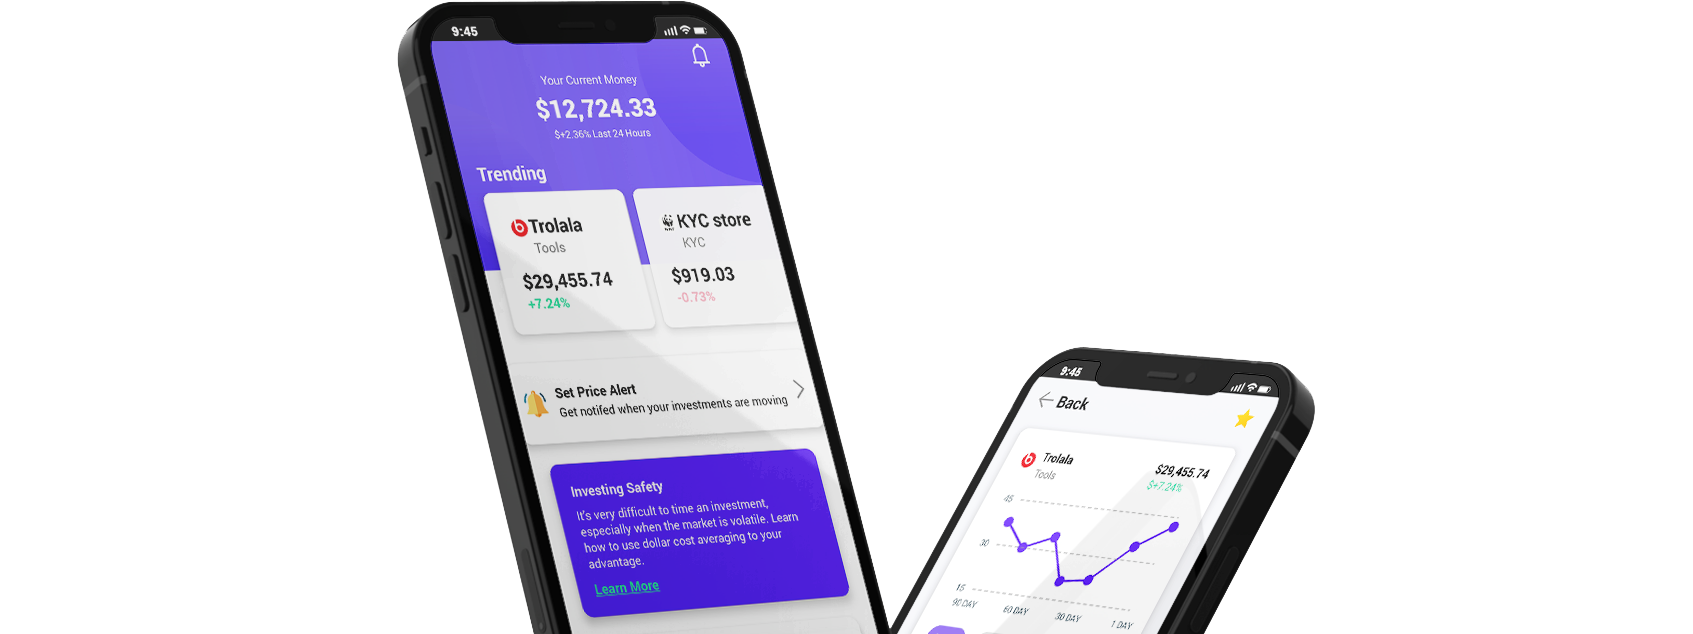 9:45
Your Current Money
$12,724.33
$+2.36% Last 24 Hours
Trending
Trolala
Tools
$29,455.74
+7.24%
KYC store
KYC
$919.03
-0.73%
Set Price Alert
Get notifed when your investments are moving
Investing Safety
It's very difficult to time an investment,
especially when the market is volatile. Learn
how to use dollar cost averaging to your
advantage.
Learn More
9:45
Back
Trolala
Tools
$29,455.74
$+7.24%
45
30
15
90 DAY
60 DAY
30 DAY
1 DAY